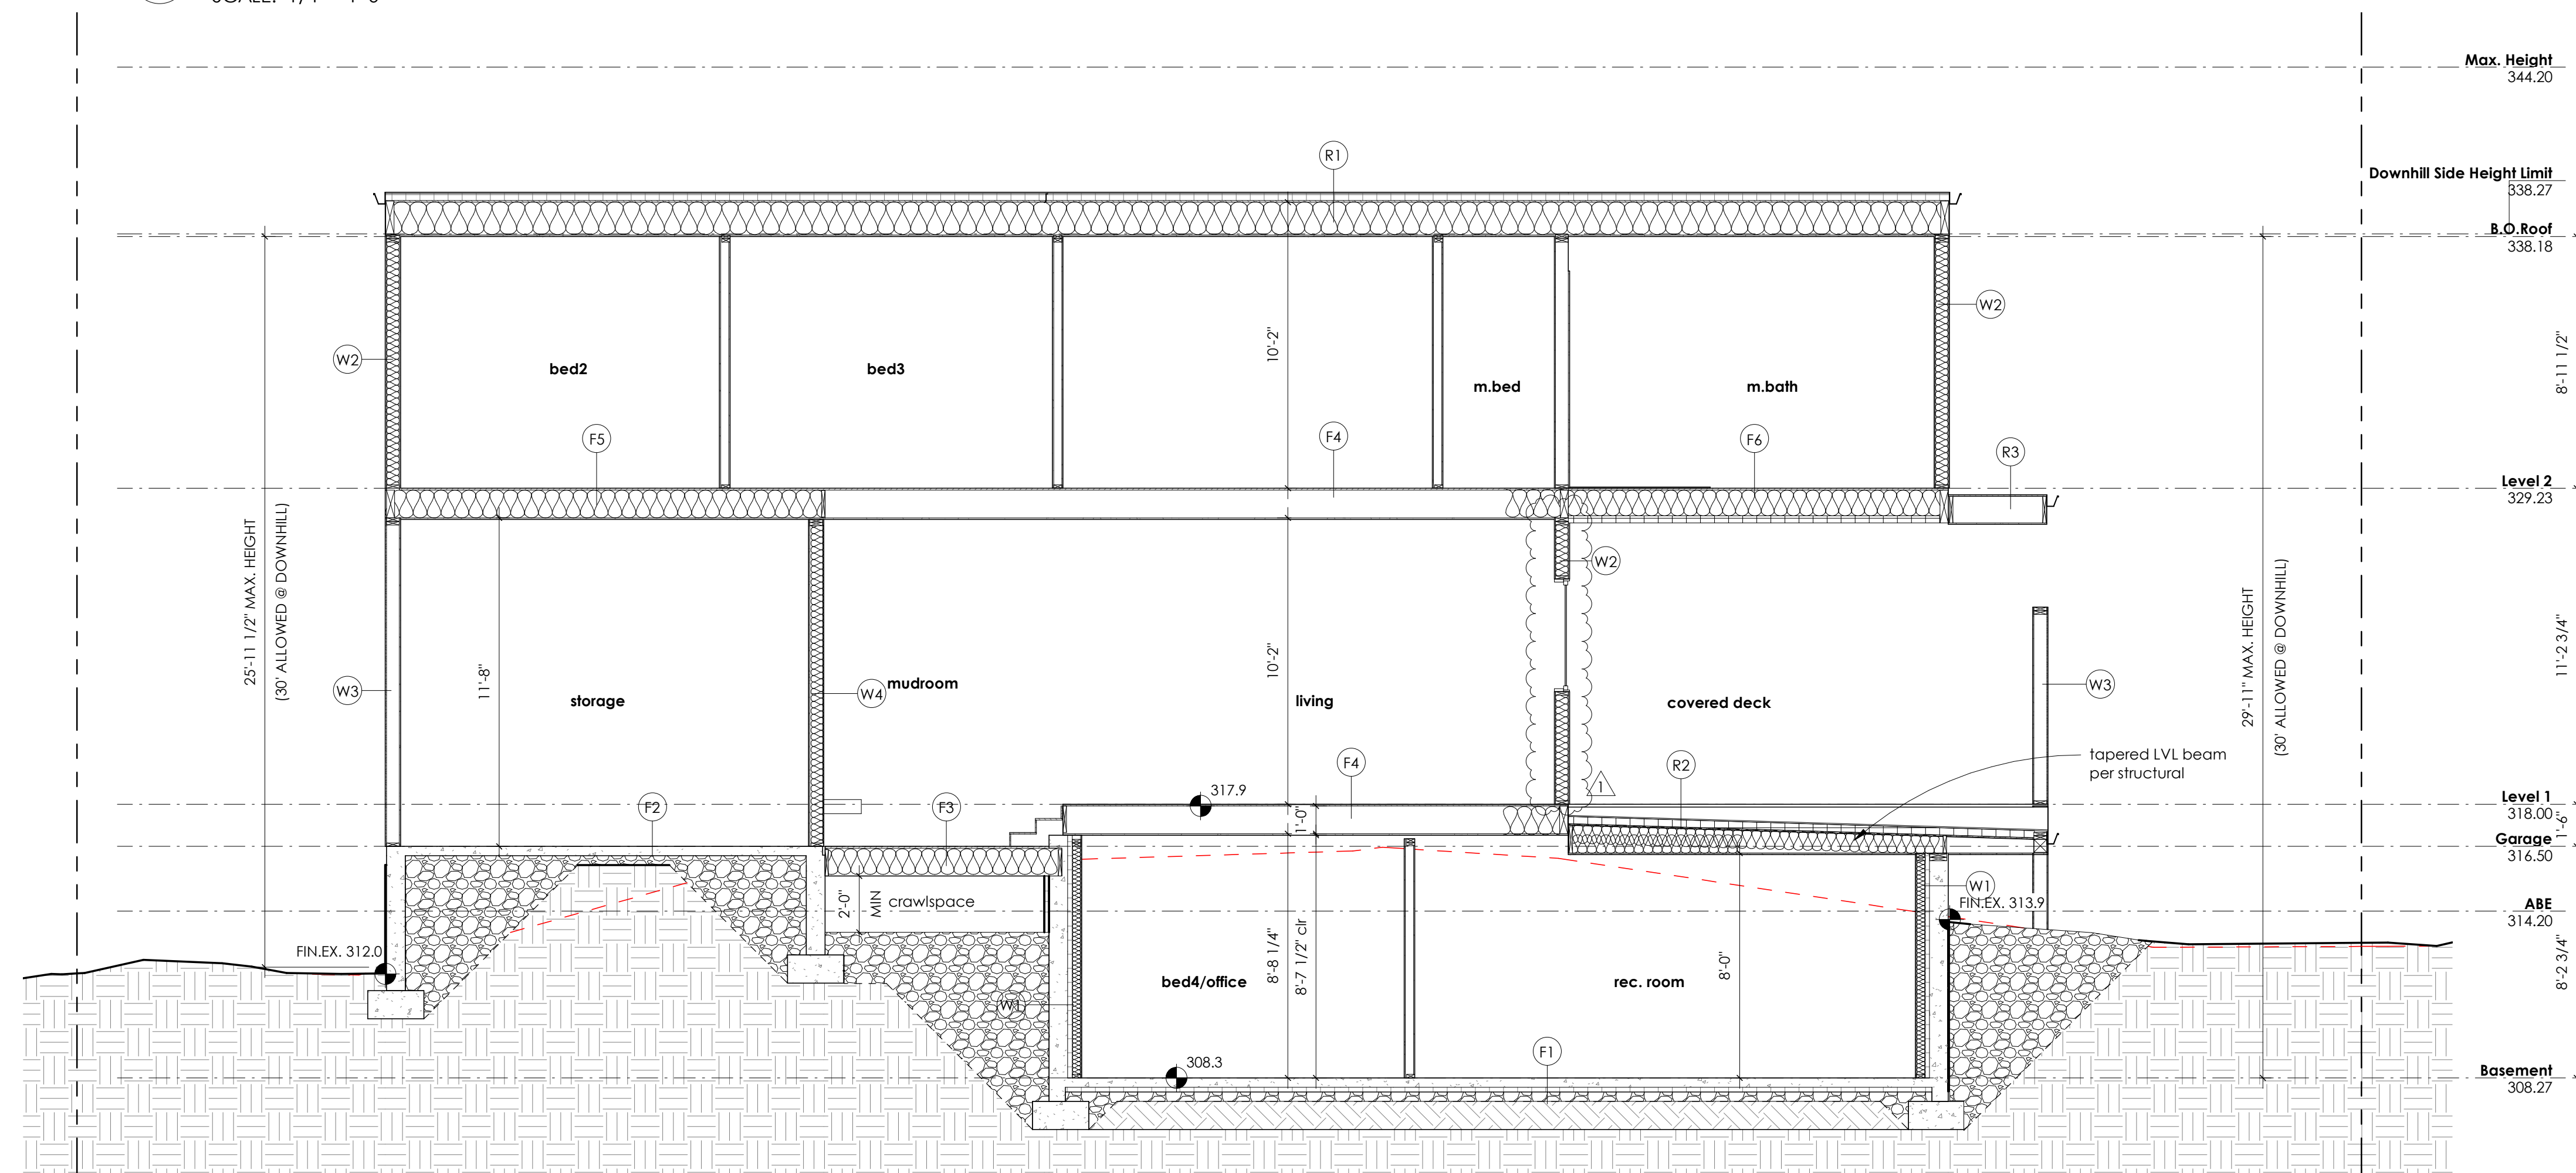 Max. Height
344.20
R1
Downhill Side Height Limit
338.27
B.O.Roof
338.18
W2
10'-2"
8'-11 1/2"
W2
bed2
bed3
m.bed
m.bath
F5
F4
F6
R3
Level 2
329.23
25'-11 1/2" MAX. HEIGHT
(30' ALLOWED @ DOWNHILL)
W2
29'-11" MAX. HEIGHT
(30' ALLOWED @ DOWNHILL)
11'-2 3/4"
W3
11'-8"
storage
W4
mudroom
10'-2"
living
covered deck
W3
tapered LVL beam
per structural
F4
R2
1
317.9
F2
F3
1'-0"
Level 1
318.00
1'-6"
Garage
316.50
2'-0"
MIN
crawlspace
W1
FIN.EX. 313.9
ABE
314.20
FIN.EX. 312.0
8'-8 1/4"
8'-7 1/2" clr
8'-0"
8'-2 3/4"
bed4/office
rec. room
W1
F1
308.3
Basement
308.27